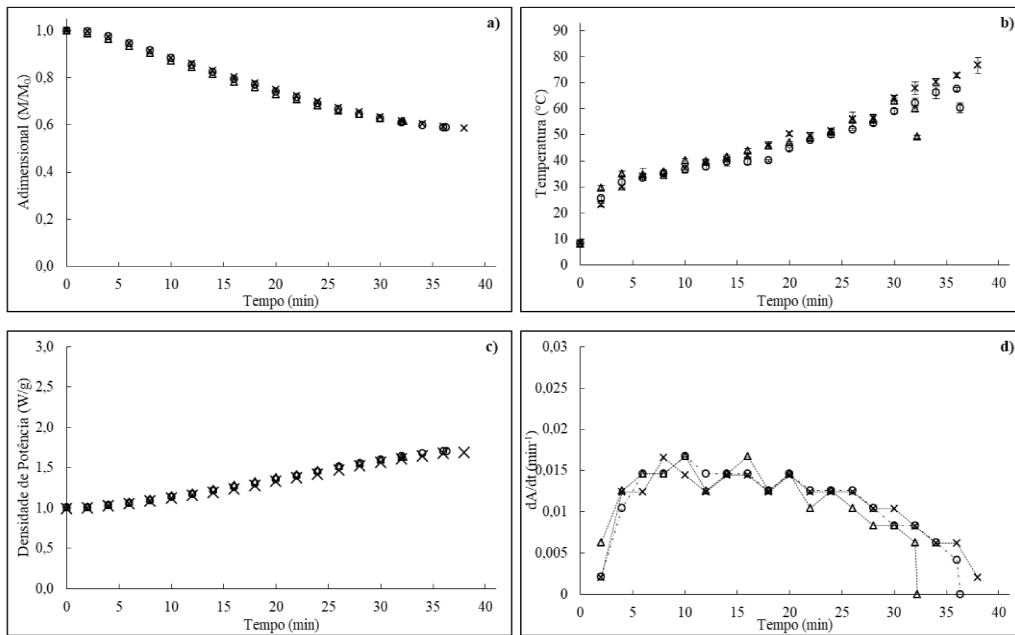 a)
Adimensional (M/M₀)
1,0
0,8
0,6
0,4
0,2
0,0
0 5 10 15 20 25 30 35 40
Tempo (min)
b)
Temperatura (°C)
90
80
70
60
50
40
30
20
10
0
0 5 10 15 20 25 30 35 40
Tempo (min)
c)
Densidade de Potência (W/g)
3,0
2,5
2,0
1,5
1,0
0,5
0,0
0 5 10 15 20 25 30 35 40
Tempo (min)
d)
dA/dt (min⁻¹)
0,03
0,025
0,02
0,015
0,01
0,005
0
0 5 10 15 20 25 30 35 40
Tempo (min)